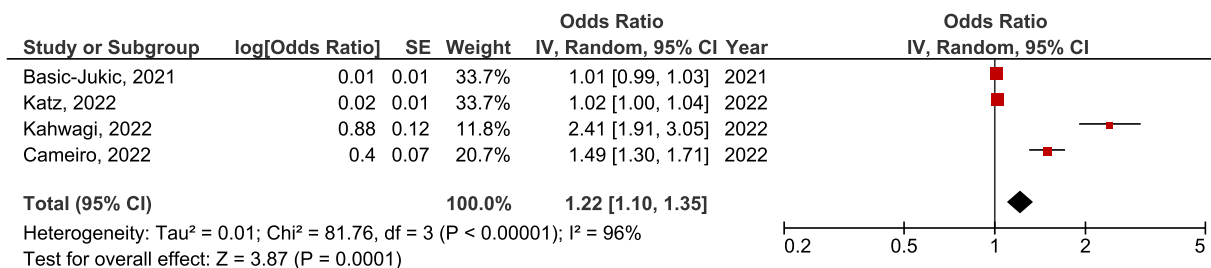 Odds Ratio Odds Ratio
Study or Subgroup log[Odds Ratio] SE Weight IV, Random, 95% CI Year IV, Random, 95% CI
Basic-Jukic, 2021 0.01 0.01 33.7% 1.01 [0.99, 1.03] 2021
Katz, 2022 0.02 0.01 33.7% 1.02 [1.00, 1.04] 2022
Kahwagi, 2022 0.88 0.12 11.8% 2.41 [1.91, 3.05] 2022
Cameiro, 2022 0.4 0.07 20.7% 1.49 [1.30, 1.71] 2022
Total (95% CI) 100.0% 1.22 [1.10, 1.35]
Heterogeneity: Tau² = 0.01; Chi² = 81.76, df = 3 (P < 0.00001); I² = 96%
Test for overall effect: Z = 3.87 (P = 0.0001)
0.2 0.5 1 2 5